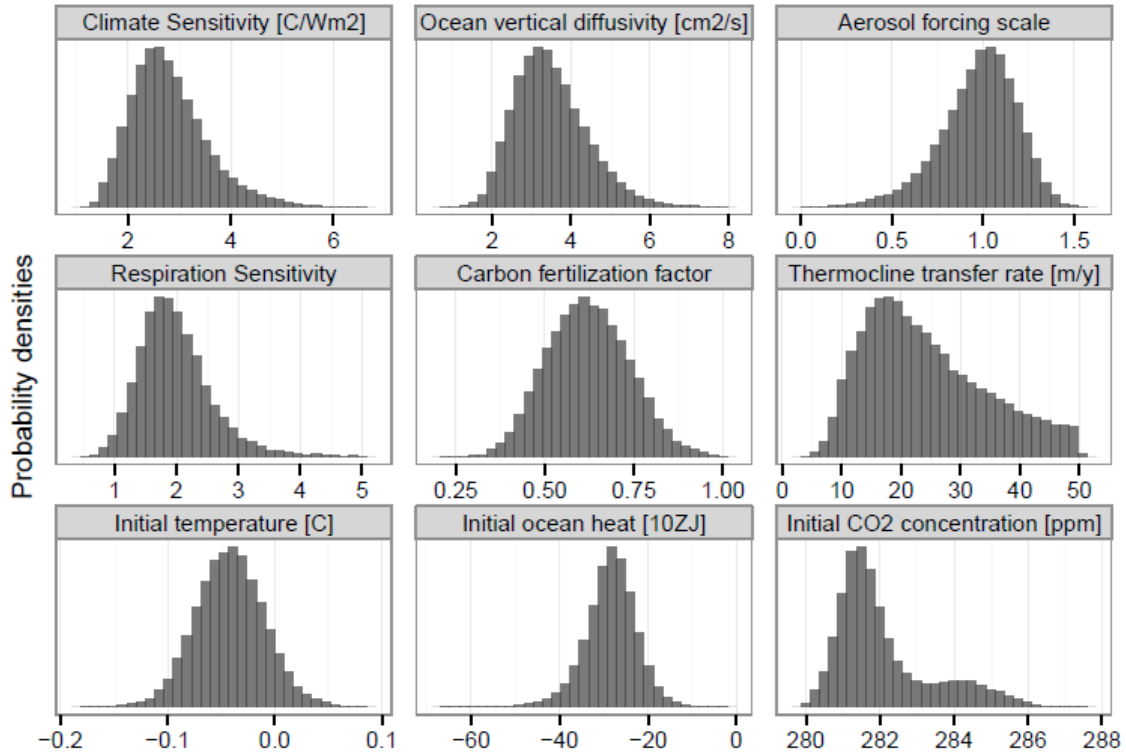 Climate Sensitivity [C/Wm2]
Ocean vertical diffusivity [cm2/s]
Aerosol forcing scale
2 4 6
2 4 6 8
0.0 0.5 1.0 1.5
Probability densities
Respiration Sensitivity
Carbon fertilization factor
Thermocline transfer rate [m/y]
1 2 3 4 5
0.25 0.50 0.75 1.00
0 10 20 30 40 50
Initial temperature [C]
Initial ocean heat [10ZJ]
Initial CO2 concentration [ppm]
−0.2 −0.1 0.0 0.1
−60 −40 −20 0
280 282 284 286 288